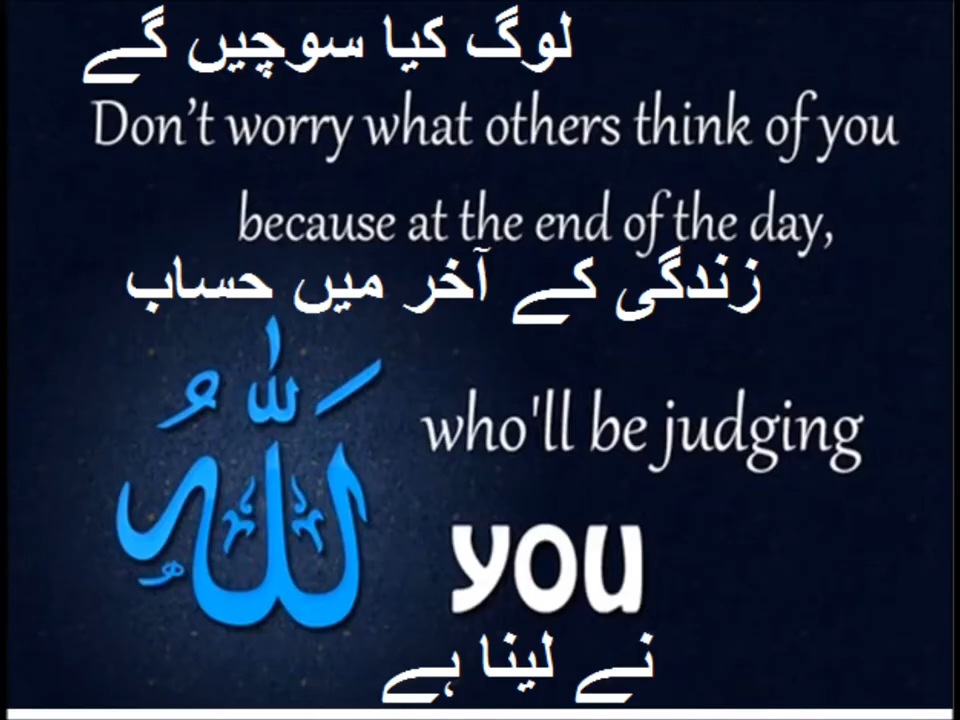 لوگ کیا سوچیں گے
Don't worry what others think of you
because at the end of the day,
زندگی کے آخر میں حساب
اللهُ who'll be judging
you
نے لینا ہے